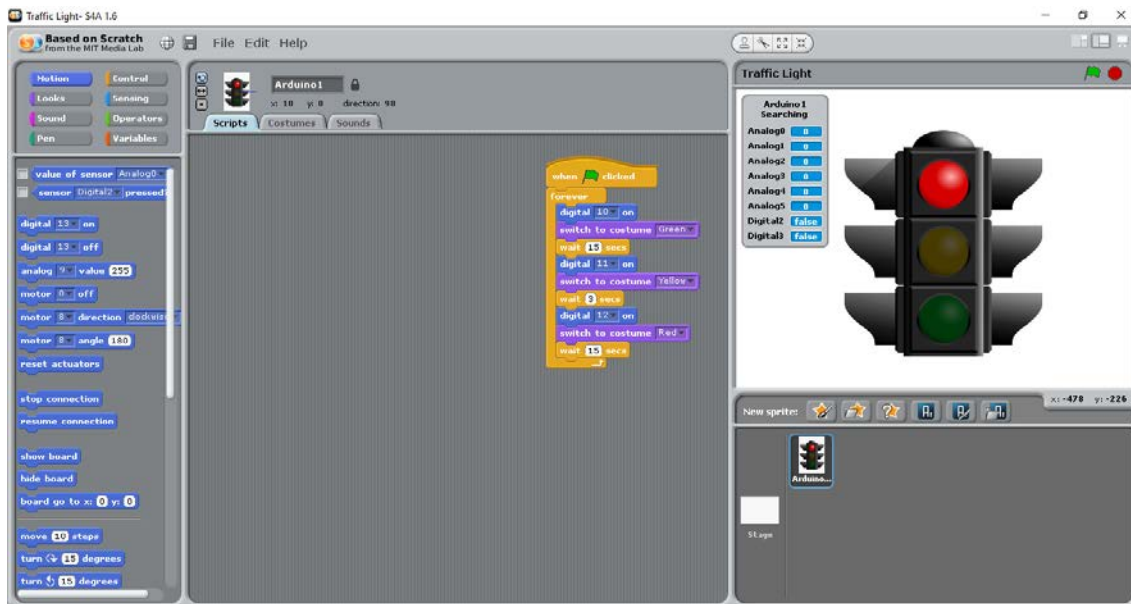 Traffic Light- S4A 1.6
Based on Scratch
from the MIT Media Lab
File Edit Help
Motion Control
Looks Sensing
Sound Operators
Pen Variables
value of sensor Analog0
sensor Digital2 pressed?
digital 13 on
digital 13 off
analog 9 value 255
motor 8 off
motor 8 direction clockwise
motor 8 angle 180
reset actuators
stop connection
resume connection
show board
hide board
board go to x: 0 y: 0
move 10 steps
turn 15 degrees
turn 15 degrees
Arduino1
x: 10 y: 0 direction: 90
Scripts Costumes Sounds
when clicked
forever
digital 10 on
switch to costume Green
wait 15 secs
digital 11 on
switch to costume Yellow
wait 3 secs
digital 12 on
switch to costume Red
wait 15 secs
Traffic Light
Arduino1
Searching
Analog0 0
Analog1 0
Analog2 0
Analog3 0
Analog4 0
Analog5 0
Digital2 false
Digital3 false
x: -478 y: -226
New sprite:
Arduino...
Stage